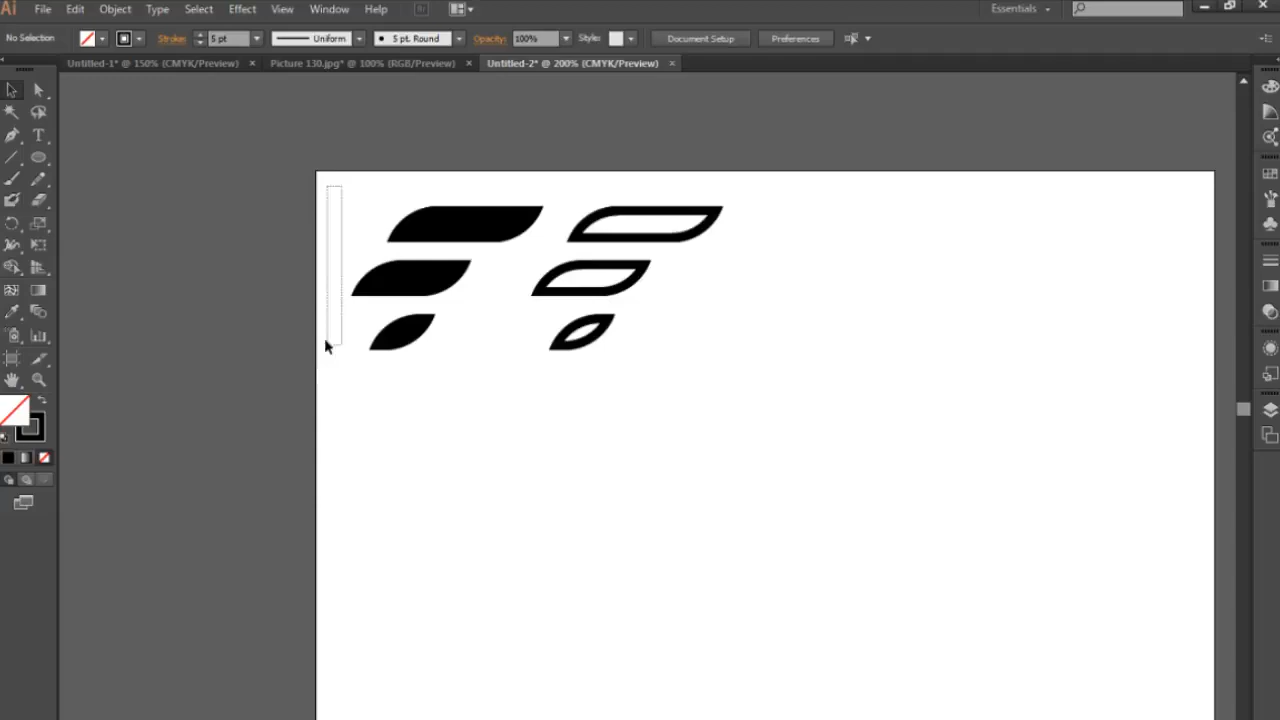 Ai File Edit Object Type Select Effect View Window Help Br Essentials
No Selection Stroke: 5 pt Uniform 5 pt. Round Opacity: 100% Style: Document Setup Preferences
Untitled-1* @ 150% (CMYK/Preview) × Picture 130.jpg* @ 100% (RGB/Preview) × Untitled-2* @ 200% (CMYK/Preview) ×
T